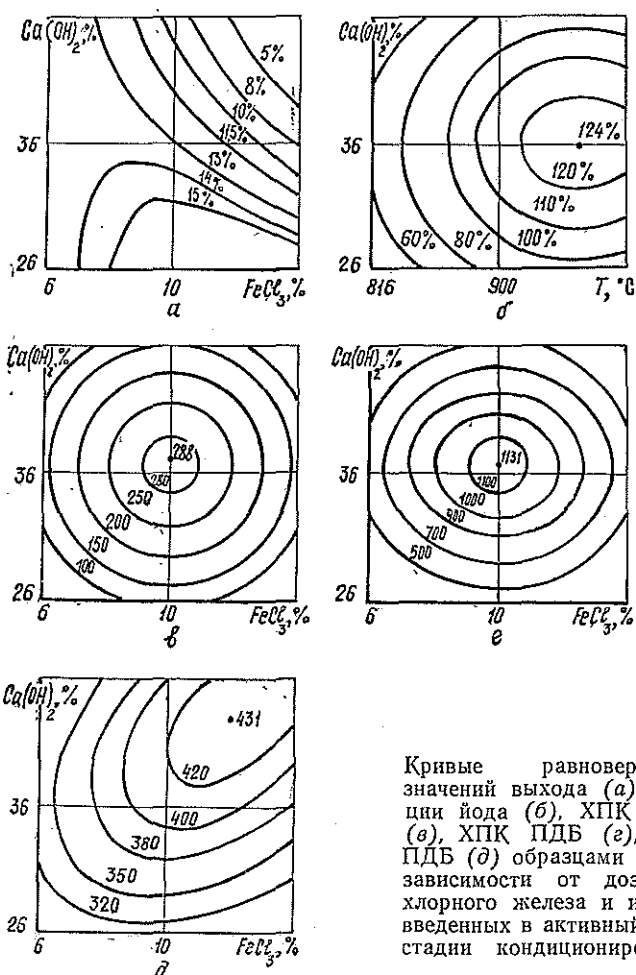 Ca(OH)2,%
5%
8%
10%
11,5%
13%
14%
15%
36
26
6
10
FeCl3,%
а
Ca(OH)2,%
124%
120%
110%
100%
80%
60%
36
26
816
900
T,°C
б
Ca(OH)2,%
288
280
250
200
150
100
36
26
6
10
FeCl3,%
в
Ca(OH)2,%
1131
1100
1000
900
700
500
36
26
6
10
FeCl3,%
г
Ca(OH)2,%
431
420
400
380
350
320
36
26
6
10
FeCl3,%
д
Кривые равновер
значений выхода (а)
ции йода (б), ХПК
(в), ХПК ПДБ (г),
ПДБ (д) образцами
зависимости от доз
хлорного железа и и
введенных в активный
стадии кондициониро